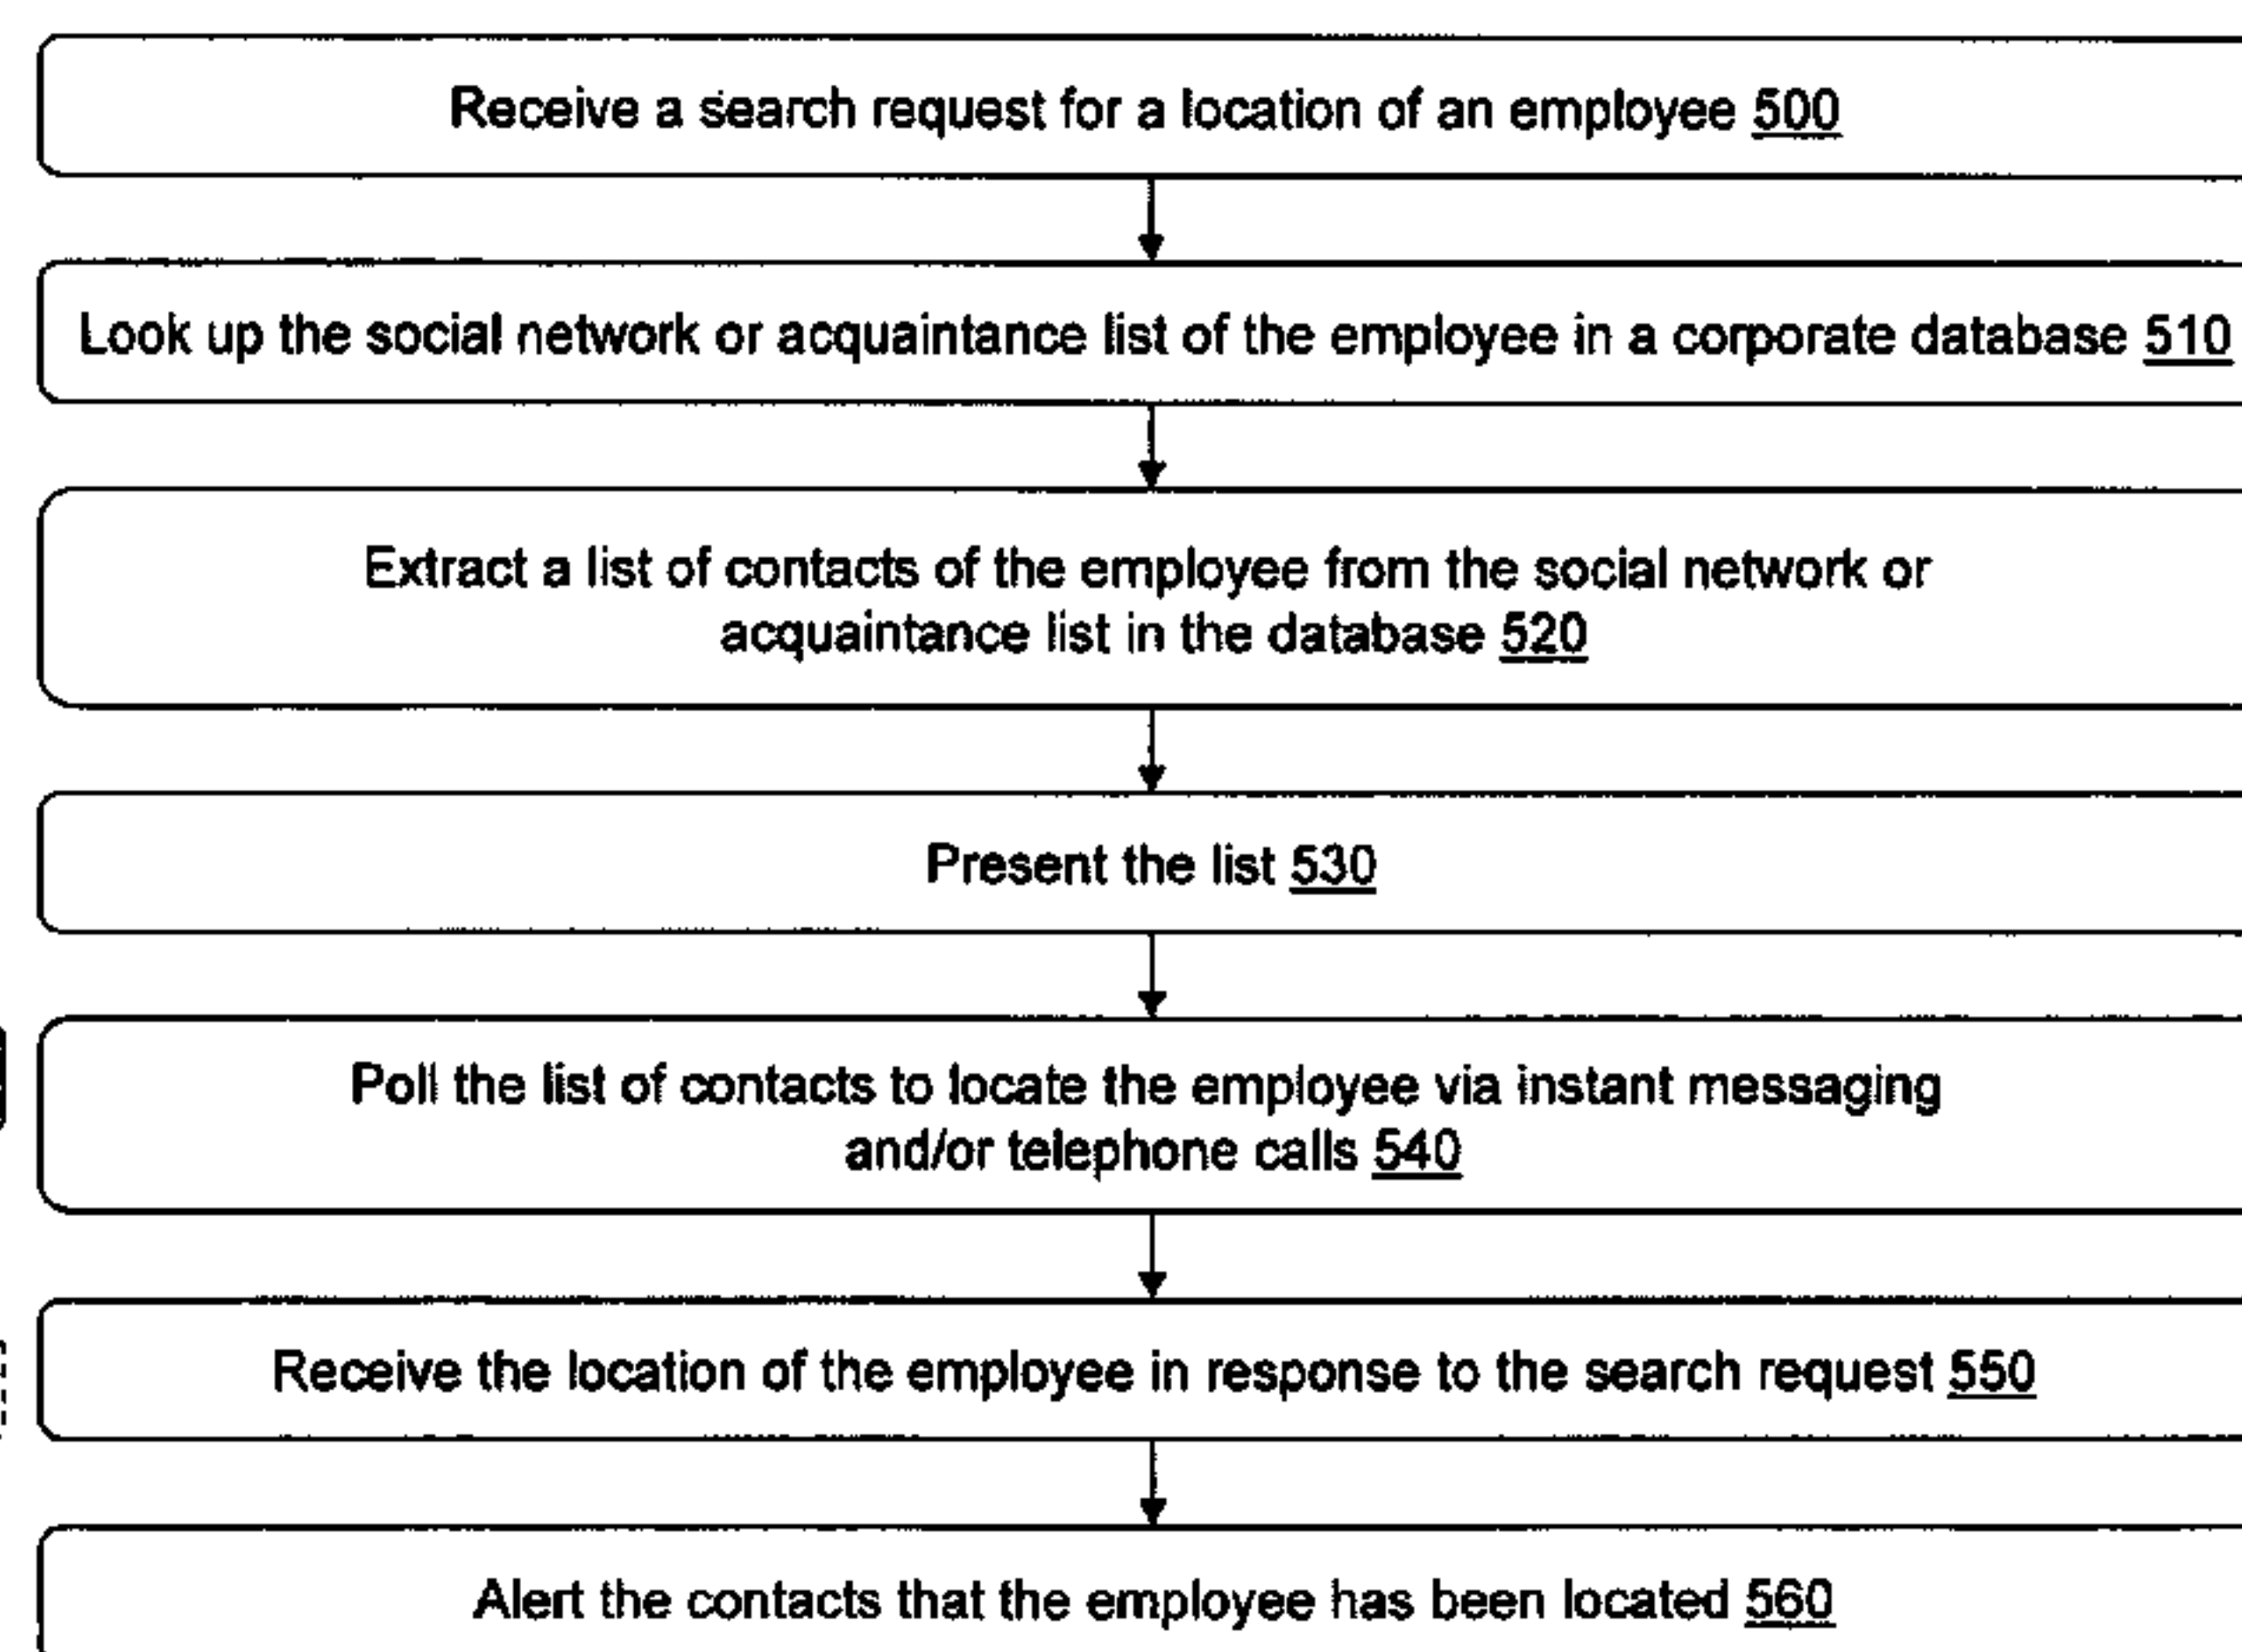 Receive a search request for a location of an employee 500
Look up the social network or acquaintance list of the employee in a corporate database 510
Extract a list of contacts of the employee from the social network or
acquaintance list in the database 520
Present the list 530
Poll the list of contacts to locate the employee via instant messaging
and/or telephone calls 540
Receive the location of the employee in response to the search request 550
Alert the contacts that the employee has been located 560